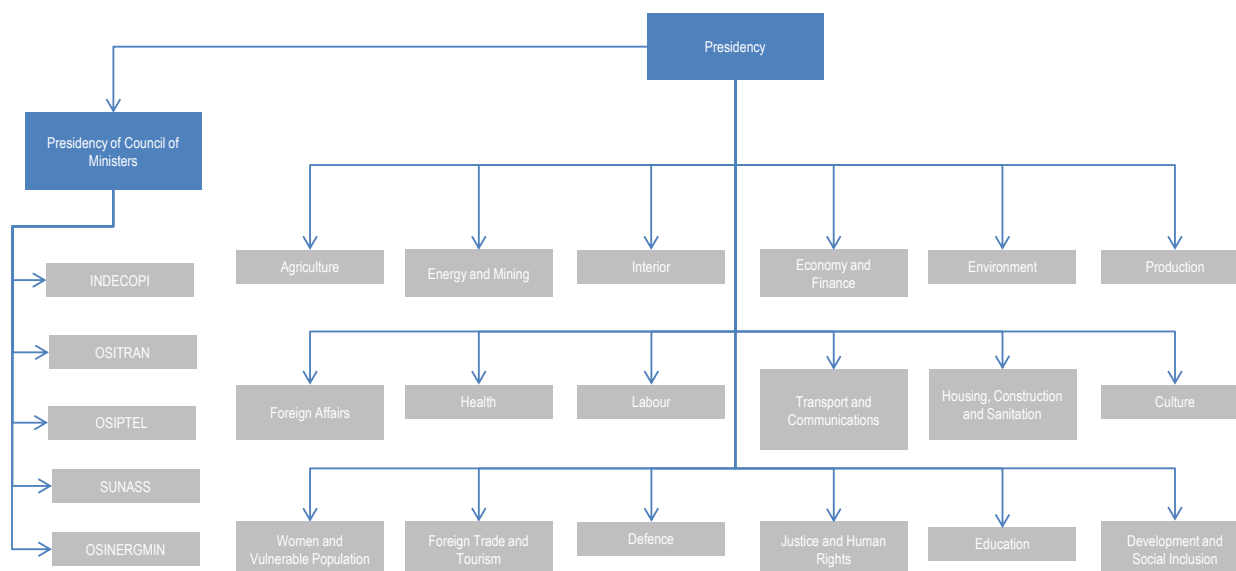 Presidency
Presidency of Council of
Ministers
INDECOPI
OSITRAN
OSIPTEL
SUNASS
OSINERGMIN
Agriculture
Energy and Mining
Interior
Economy and
Finance
Environment
Production
Foreign Affairs
Health
Labour
Transport and
Communications
Housing, Construction
and Sanitation
Culture
Women and
Vulnerable Population
Foreign Trade and
Tourism
Defence
Justice and Human
Rights
Education
Development and
Social Inclusion